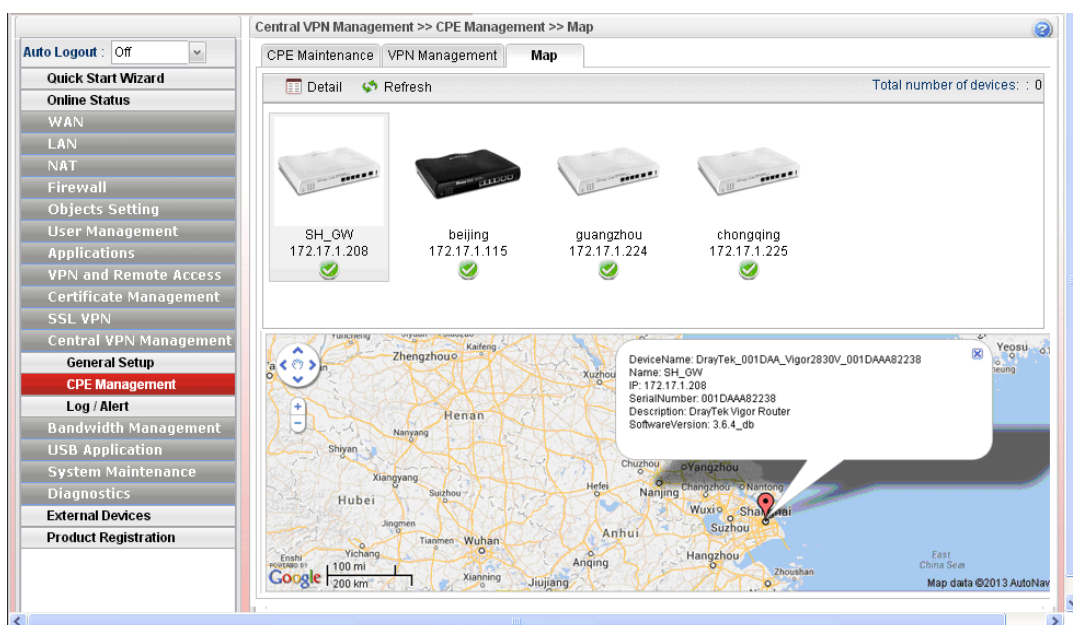 Central VPN Management >> CPE Management >> Map
Auto Logout : Off
Quick Start Wizard
Online Status
WAN
LAN
NAT
Firewall
Objects Setting
User Management
Applications
VPN and Remote Access
Certificate Management
SSL VPN
Central VPN Management
General Setup
CPE Management
Log / Alert
Bandwidth Management
USB Application
System Maintenance
Diagnostics
External Devices
Product Registration
CPE Maintenance
VPN Management
Map
Detail
Refresh
Total number of devices: : 0
SH_GW
172.17.1.208
beijing
172.17.1.115
guangzhou
172.17.1.224
chongqing
172.17.1.225
DeviceName: DrayTek_001DAA_Vigor2830V_001DAAA82238
Name: SH_GW
IP: 172.17.1.208
SerialNumber: 001DAAA82238
Description: DrayTek Vigor Router
SoftwareVersion: 3.6.4_db
Kaifeng
Zhengzhou
Xuzhou
Yeosu
Henan
Nanyang
Shiyan
Xiangyang
Suizhou
Hubei
Chuzhou
Yangzhou
Hefei
Nanjing
Changzhou
Nantong
Wuxi
Shanghai
Suzhou
Jingmen
Tianmen
Wuhan
Anhui
Enshi
Yichang
Anqing
Hangzhou
Zhoushan
East
China Sea
Xianning
Jiujiang
POWERED BY
Google
100 mi
200 km
Map data ©2013 AutoNav